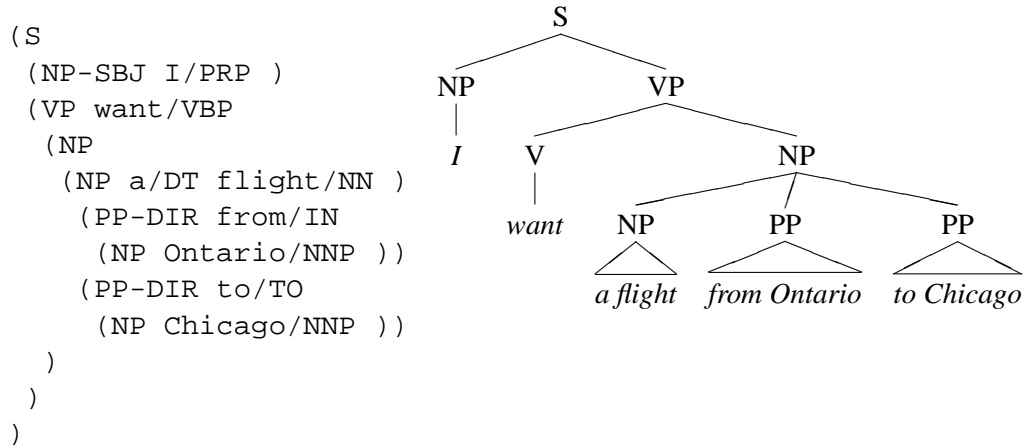 (S
(NP-SBJ I/PRP )
(VP want/VBP
(NP
(NP a/DT flight/NN )
(PP-DIR from/IN
(NP Ontario/NNP ))
(PP-DIR to/TO
(NP Chicago/NNP ))
)
)
)
S
NP VP
I V NP
want NP PP PP
a flight from Ontario to Chicago